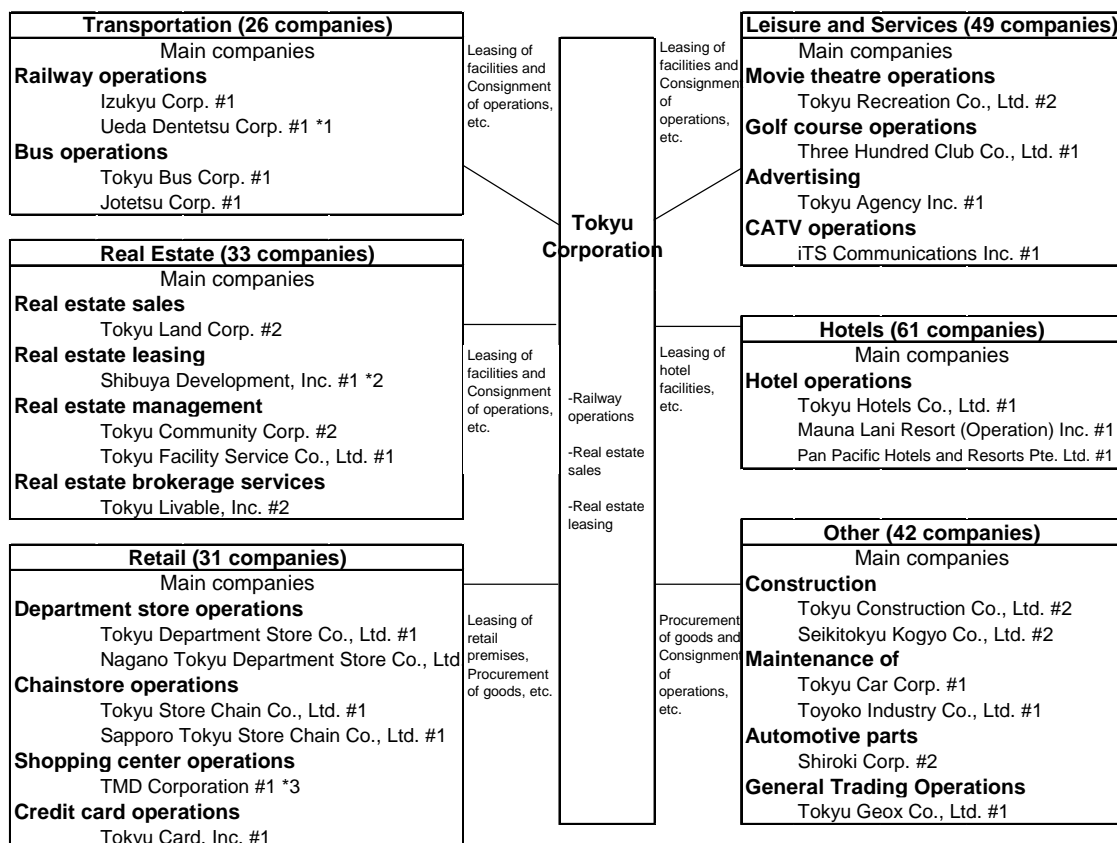 Transportation (26 companies)
Main companies
Railway operations
Izukyu Corp. #1
Ueda Dentetsu Corp. #1 *1
Bus operations
Tokyu Bus Corp. #1
Jotetsu Corp. #1
Leasing of
facilities and
Consignment
of operations,
etc.
Real Estate (33 companies)
Main companies
Real estate sales
Tokyu Land Corp. #2
Real estate leasing
Shibuya Development, Inc. #1 *2
Real estate management
Tokyu Community Corp. #2
Tokyu Facility Service Co., Ltd. #1
Real estate brokerage services
Tokyu Livable, Inc. #2
Leasing of
facilities and
Consignment
of operations,
etc.
Retail (31 companies)
Main companies
Department store operations
Tokyu Department Store Co., Ltd. #1
Nagano Tokyu Department Store Co., Ltd
Chainstore operations
Tokyu Store Chain Co., Ltd. #1
Sapporo Tokyu Store Chain Co., Ltd. #1
Shopping center operations
TMD Corporation #1 *3
Credit card operations
Tokyu Card, Inc. #1
Leasing of
retail
premises,
Procurement
of goods, etc.
Tokyu
Corporation
-Railway
operations
-Real estate
sales
-Real estate
leasing
Leasing of
facilities and
Consignment
of
operations,
etc.
Leisure and Services (49 companies)
Main companies
Movie theatre operations
Tokyu Recreation Co., Ltd. #2
Golf course operations
Three Hundred Club Co., Ltd. #1
Advertising
Tokyu Agency Inc. #1
CATV operations
iTS Communications Inc. #1
Leasing of
hotel
facilities,
etc.
Hotels (61 companies)
Main companies
Hotel operations
Tokyu Hotels Co., Ltd. #1
Mauna Lani Resort (Operation) Inc. #1
Pan Pacific Hotels and Resorts Pte. Ltd. #1
Procurement
of goods and
Consignment
of
operations,
etc.
Other (42 companies)
Main companies
Construction
Tokyu Construction Co., Ltd. #2
Seikitokyu Kogyo Co., Ltd. #2
Maintenance of
Tokyu Car Corp. #1
Toyoko Industry Co., Ltd. #1
Automotive parts
Shiroki Corp. #2
General Trading Operations
Tokyu Geox Co., Ltd. #1